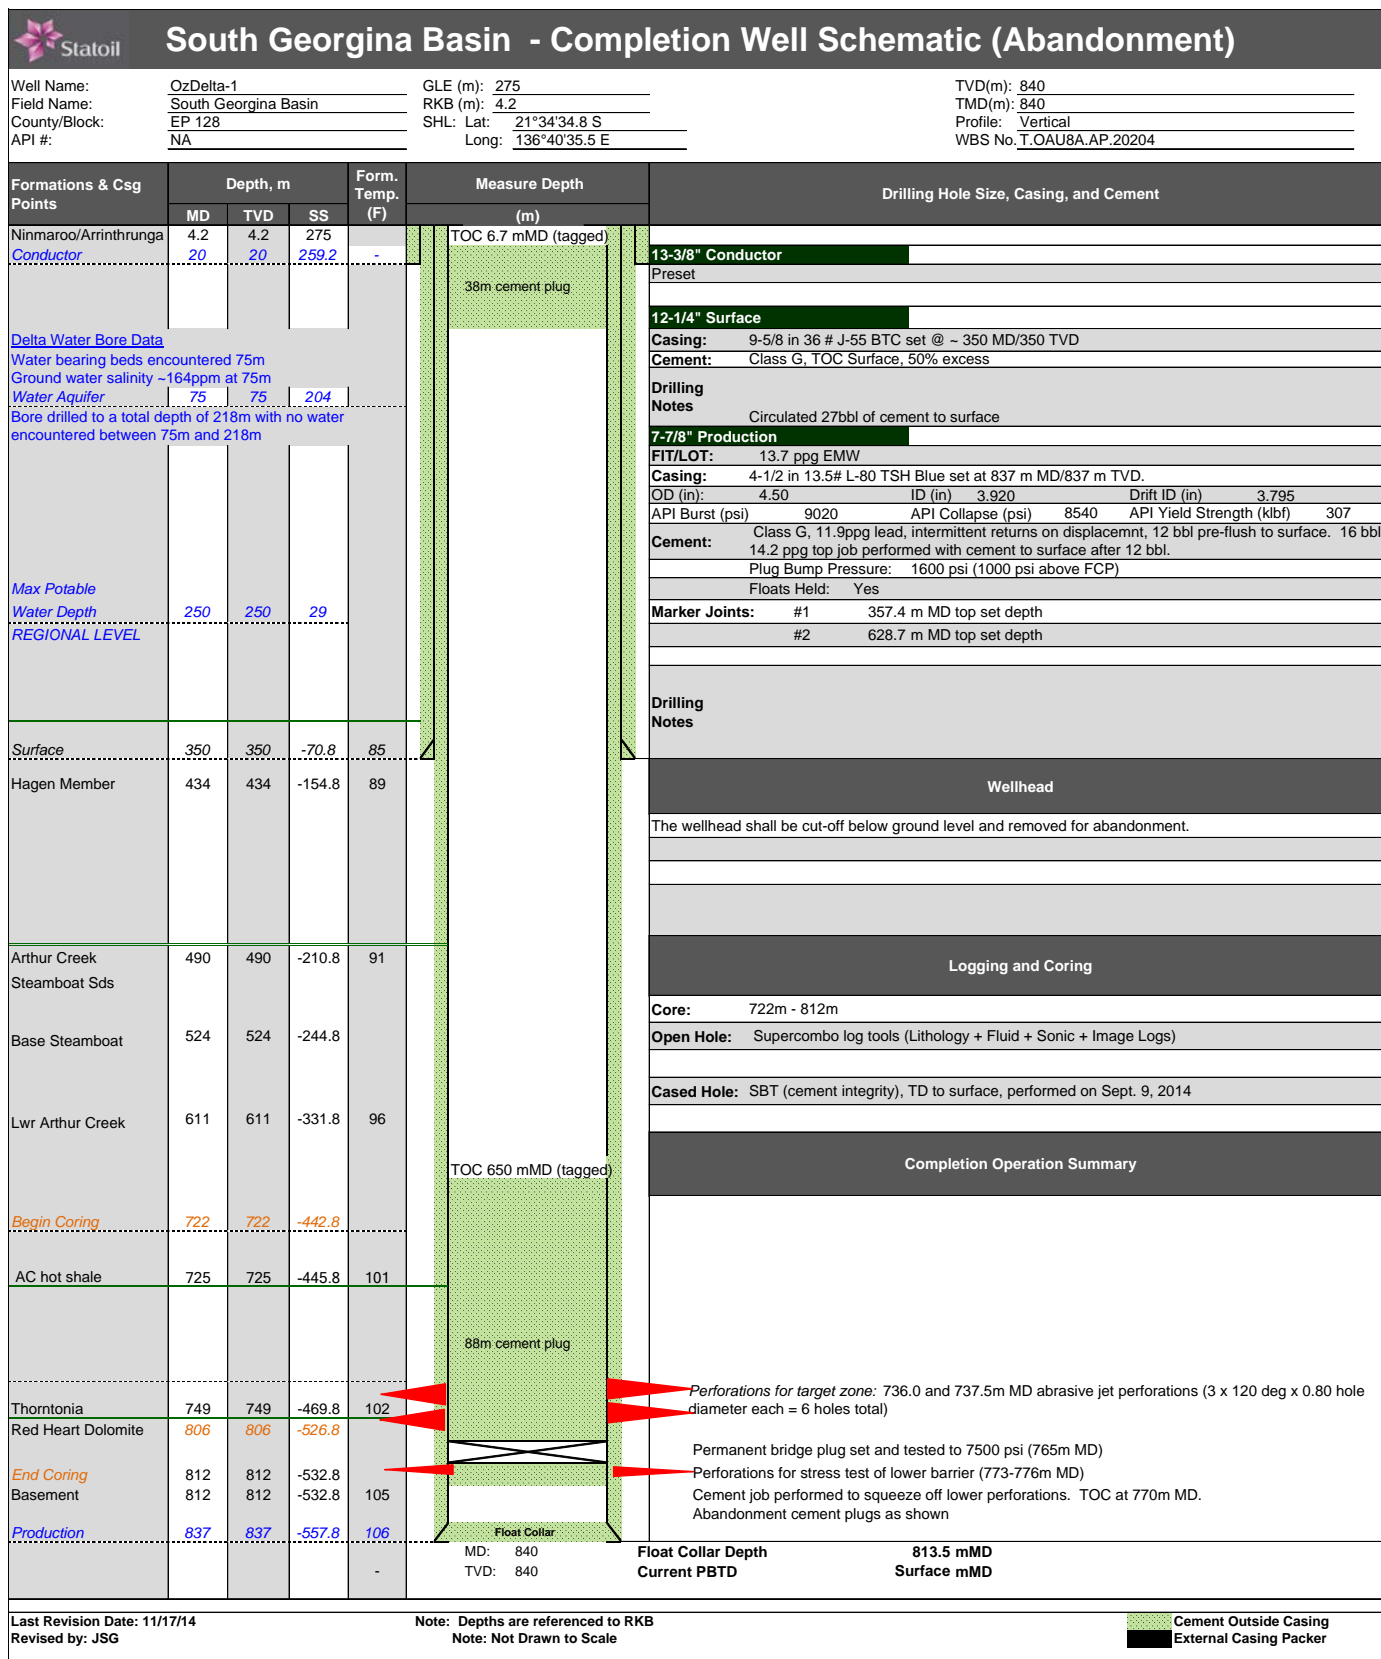 Statoil
South Georgina Basin - Completion Well Schematic (Abandonment)
Well Name: OzDelta-1 GLE (m): 275 TVD(m): 840
Field Name: South Georgina Basin RKB (m): 4.2 TMD(m): 840
County/Block: EP 128 SHL: Lat: 21°34'34.8 S Profile: Vertical
API #: NA Long: 136°40'35.5 E WBS No. T.OAU8A.AP.20204
Formations & Csg Points Depth, m Form. Temp. (F) Measure Depth Drilling Hole Size, Casing, and Cement
MD TVD SS (m)
Ninmaroo/Arrinthrunga 4.2 4.2 275 TOC 6.7 mMD (tagged)
Conductor 20 20 259.2 - 13-3/8" Conductor
Preset
38m cement plug
12-1/4" Surface
Delta Water Bore Data Casing: 9-5/8 in 36 # J-55 BTC set @ ~ 350 MD/350 TVD
Water bearing beds encountered 75m Cement: Class G, TOC Surface, 50% excess
Ground water salinity ~164ppm at 75m
Water Aquifer 75 75 204 Drilling Notes
Bore drilled to a total depth of 218m with no water Circulated 27bbl of cement to surface
encountered between 75m and 218m 7-7/8" Production
FIT/LOT: 13.7 ppg EMW
Casing: 4-1/2 in 13.5# L-80 TSH Blue set at 837 m MD/837 m TVD.
OD (in): 4.50 ID (in) 3.920 Drift ID (in) 3.795
API Burst (psi) 9020 API Collapse (psi) 8540 API Yield Strength (klbf) 307
Cement: Class G, 11.9ppg lead, intermittent returns on displacemnt, 12 bbl pre-flush to surface. 16 bbl
14.2 ppg top job performed with cement to surface after 12 bbl.
Plug Bump Pressure: 1600 psi (1000 psi above FCP)
Max Potable Floats Held: Yes
Water Depth 250 250 29 Marker Joints: #1 357.4 m MD top set depth
REGIONAL LEVEL #2 628.7 m MD top set depth
Drilling
Notes
Surface 350 350 -70.8 85
Hagen Member 434 434 -154.8 89 Wellhead
The wellhead shall be cut-off below ground level and removed for abandonment.
Arthur Creek 490 490 -210.8 91 Logging and Coring
Steamboat Sds
Core: 722m - 812m
Base Steamboat 524 524 -244.8 Open Hole: Supercombo log tools (Lithology + Fluid + Sonic + Image Logs)
Cased Hole: SBT (cement integrity), TD to surface, performed on Sept. 9, 2014
Lwr Arthur Creek 611 611 -331.8 96
TOC 650 mMD (tagged) Completion Operation Summary
Begin Coring 722 722 -442.8
AC hot shale 725 725 -445.8 101
88m cement plug
Perforations for target zone: 736.0 and 737.5m MD abrasive jet perforations (3 x 120 deg x 0.80 hole
Thorntonia 749 749 -469.8 102 diameter each = 6 holes total)
Red Heart Dolomite 806 806 -526.8
Permanent bridge plug set and tested to 7500 psi (765m MD)
End Coring 812 812 -532.8 Perforations for stress test of lower barrier (773-776m MD)
Basement 812 812 -532.8 105 Cement job performed to squeeze off lower perforations. TOC at 770m MD.
Abandonment cement plugs as shown
Production 837 837 -557.8 106 Float Collar
MD: 840 Float Collar Depth 813.5 mMD
- TVD: 840 Current PBTD Surface mMD
Last Revision Date: 11/17/14 Note: Depths are referenced to RKB Cement Outside Casing
Revised by: JSG Note: Not Drawn to Scale External Casing Packer